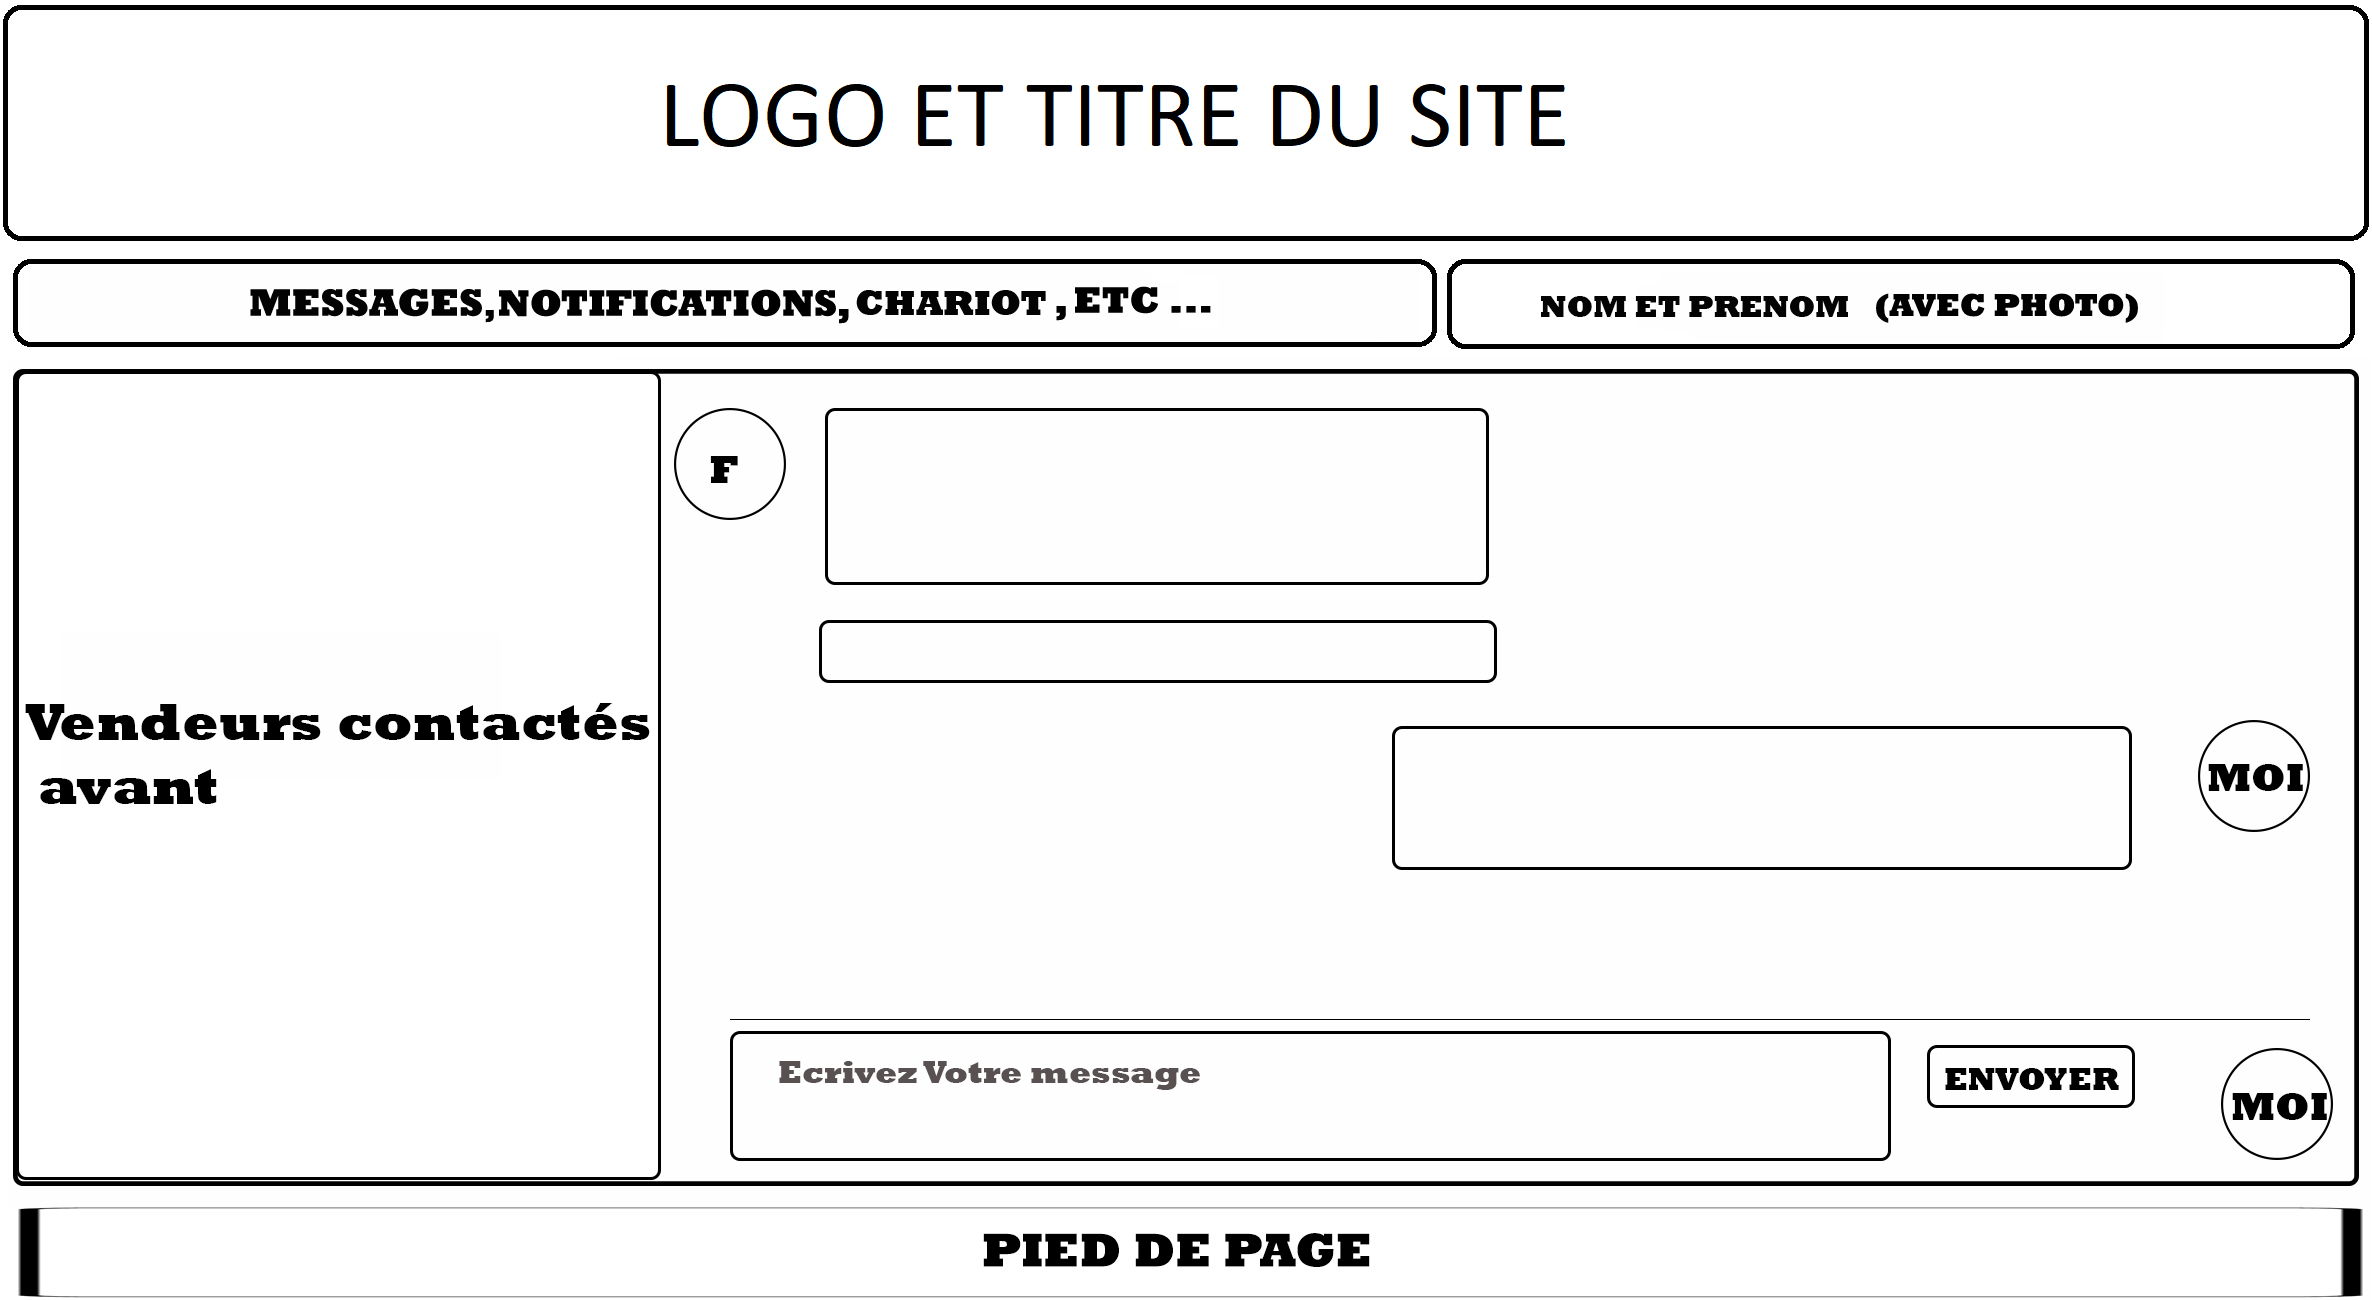 LOGO ET TITRE DU SITE
MESSAGES,NOTIFICATIONS,CHARIOT ,ETC ...
NOM ET PRENOM (AVEC PHOTO)
F
Vendeurs contactés
avant
MOI
Ecrivez Votre message
ENVOYER
MOI
PIED DE PAGE